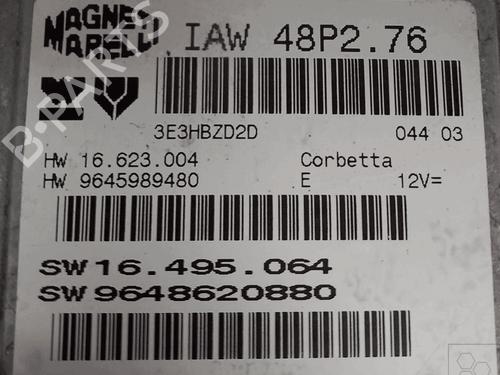 MAGNETI
MARELLI
IAW 48P2.76
3E3HBZD2D 044 03
HW 16.623.004 Corbetta
HW 9645989480 E 12V=
SW 16.495.064
SW 9648620880
B-PARTS